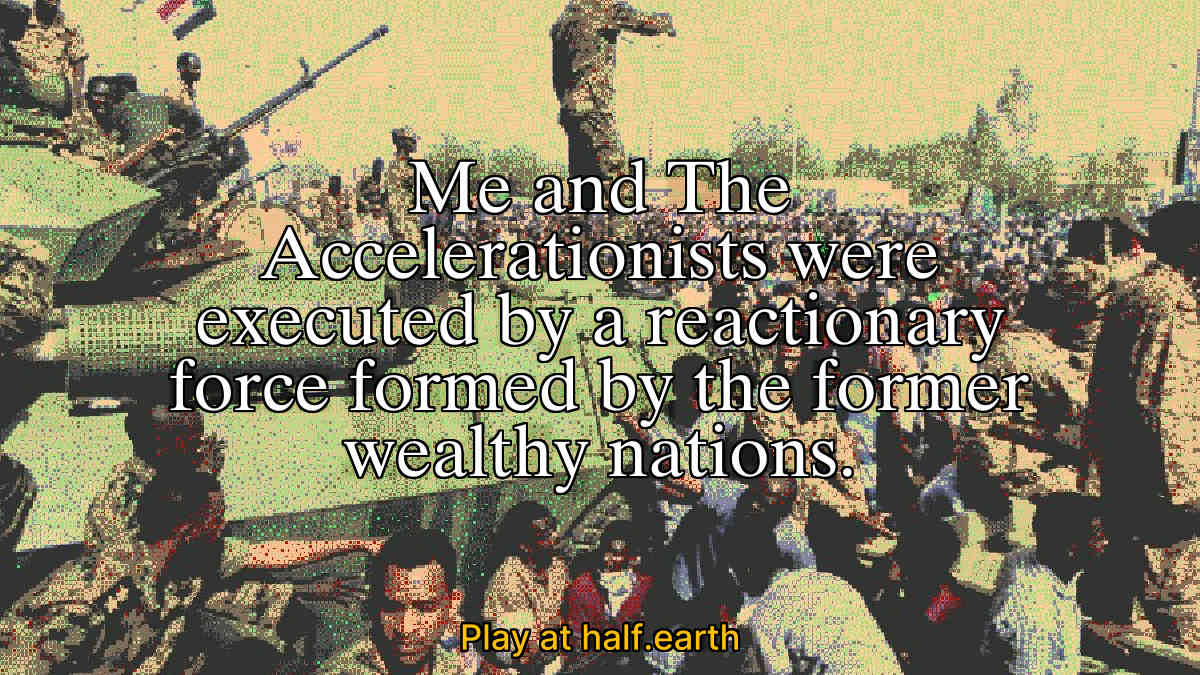 Me and The
Accelerationists were
executed by a reactionary
force formed by the former
wealthy nations.
Play at half.earth